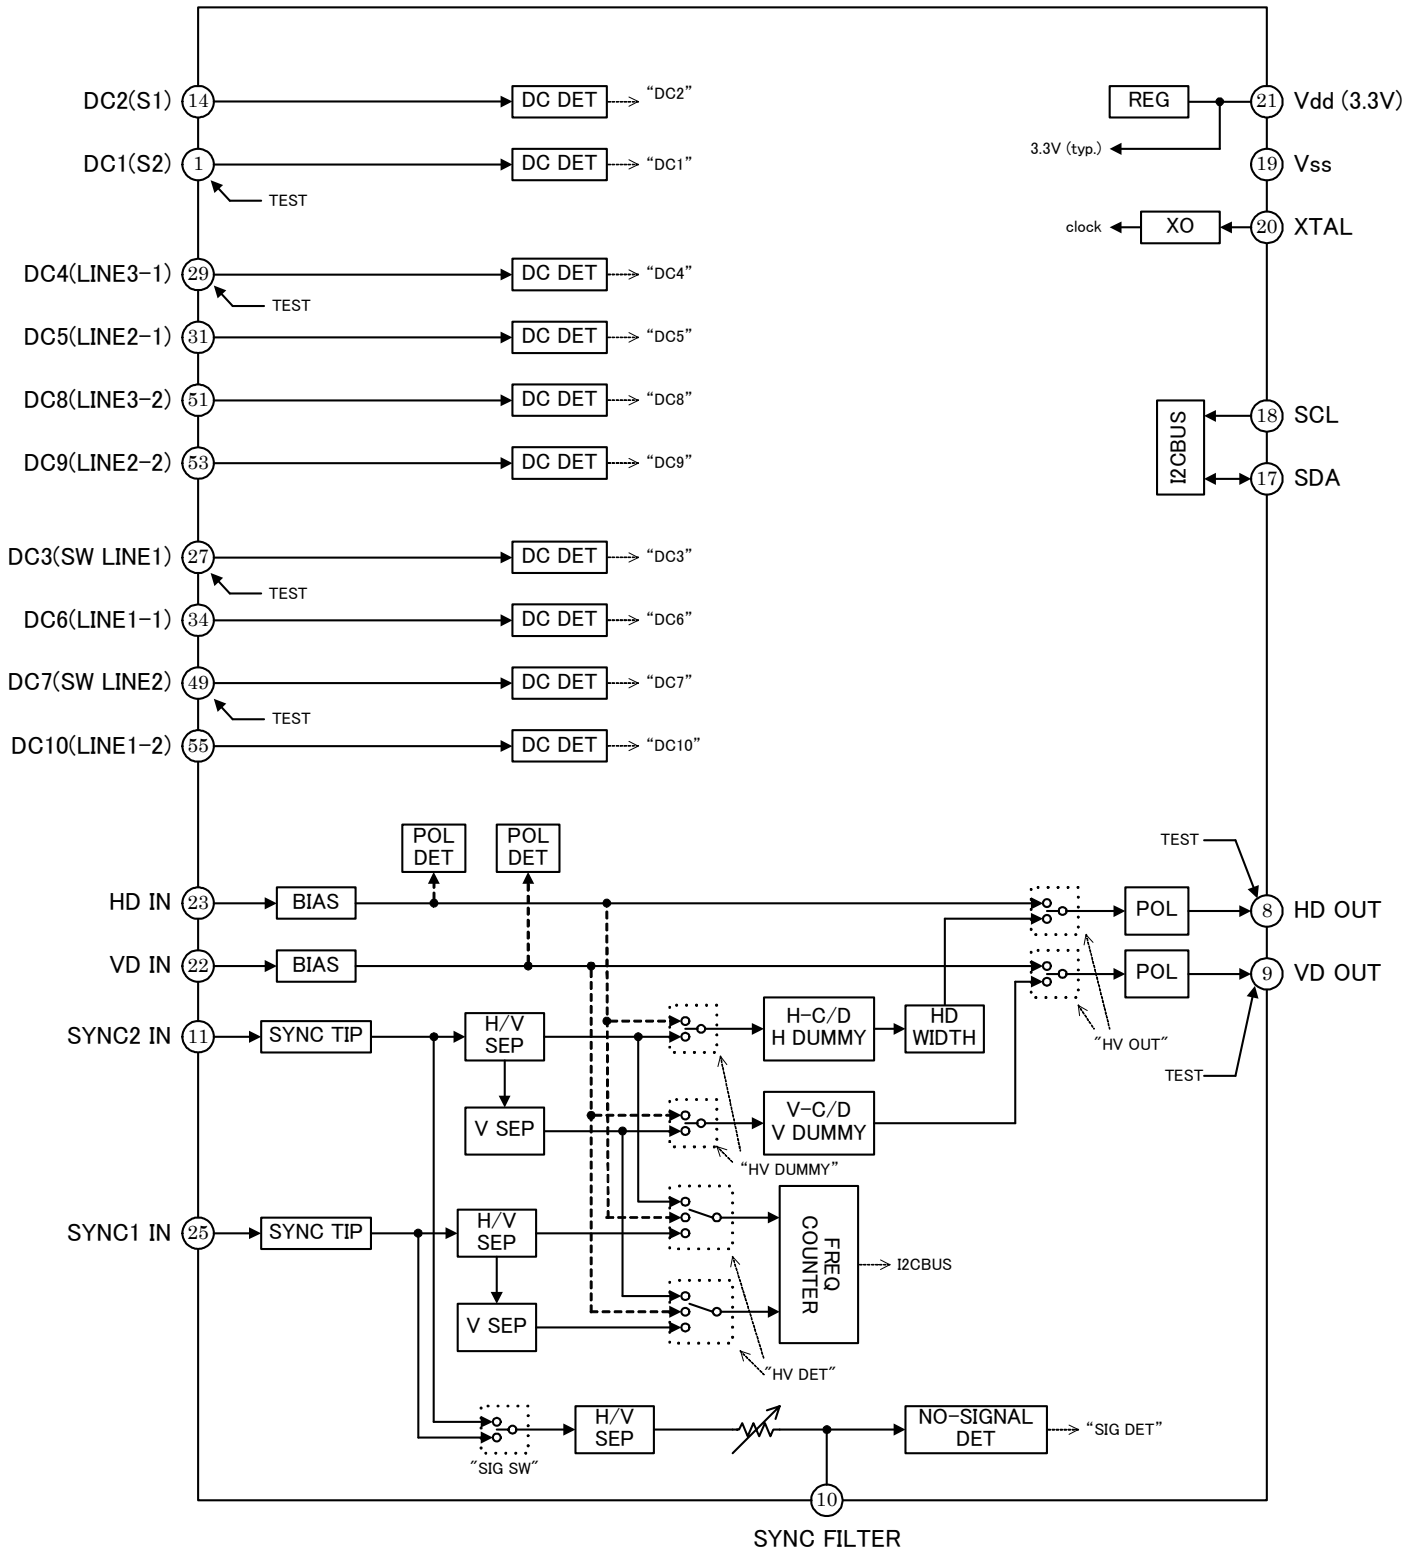 DC2(S1) 14 DC DET “DC2” REG 21 Vdd (3.3V)
3.3V (typ.)
DC1(S2) 1 DC DET “DC1” 19 Vss
TEST
clock XO 20 XTAL
DC4(LINE3-1) 29 DC DET “DC4”
TEST
DC5(LINE2-1) 31 DC DET “DC5”
DC8(LINE3-2) 51 DC DET “DC8”
I2CBUS
18 SCL
DC9(LINE2-2) 53 DC DET “DC9” 17 SDA
DC3(SW LINE1) 27 DC DET “DC3”
TEST
DC6(LINE1-1) 34 DC DET “DC6”
DC7(SW LINE2) 49 DC DET “DC7”
TEST
DC10(LINE1-2) 55 DC DET “DC10”
POL
DET
POL
DET
TEST
HD IN 23 BIAS POL 8 HD OUT
VD IN 22 BIAS POL 9 VD OUT
SYNC2 IN 11 SYNC TIP
H/V
SEP
H-C/D
H DUMMY
HD
WIDTH
"HV OUT"
TEST
V SEP
V-C/D
V DUMMY
“HV DUMMY”
SYNC1 IN 25 SYNC TIP
H/V
SEP
FREQ
COUNTER
I2CBUS
V SEP
"HV DET"
"SIG SW"
H/V
SEP
NO-SIGNAL
DET
“SIG DET”
10
SYNC FILTER